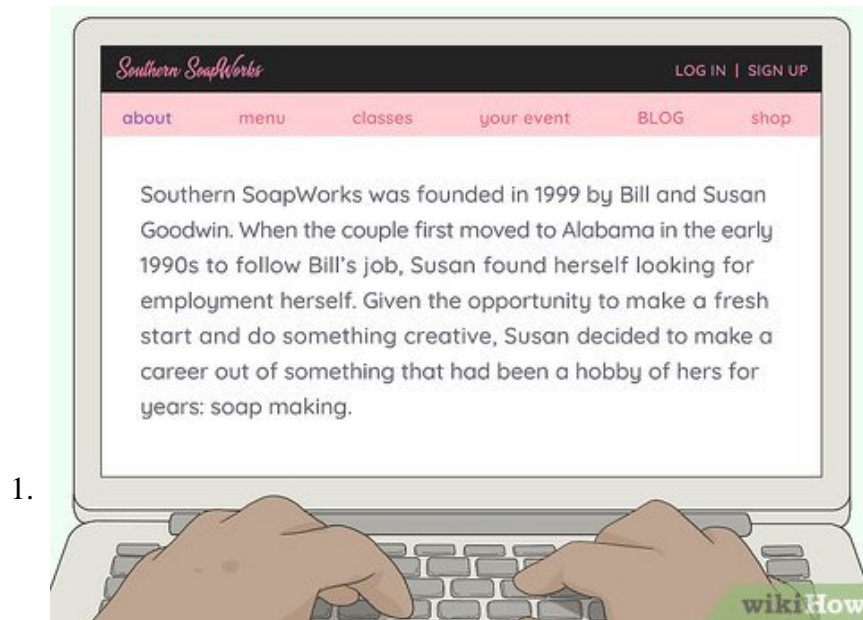 Southern SoapWorks
LOG IN | SIGN UP
about menu classes your event BLOG shop
Southern SoapWorks was founded in 1999 by Bill and Susan
Goodwin. When the couple first moved to Alabama in the early
1990s to follow Bill's job, Susan found herself looking for
employment herself. Given the opportunity to make a fresh
start and do something creative, Susan decided to make a
career out of something that had been a hobby of hers for
years: soap making.
1.
wikiHow